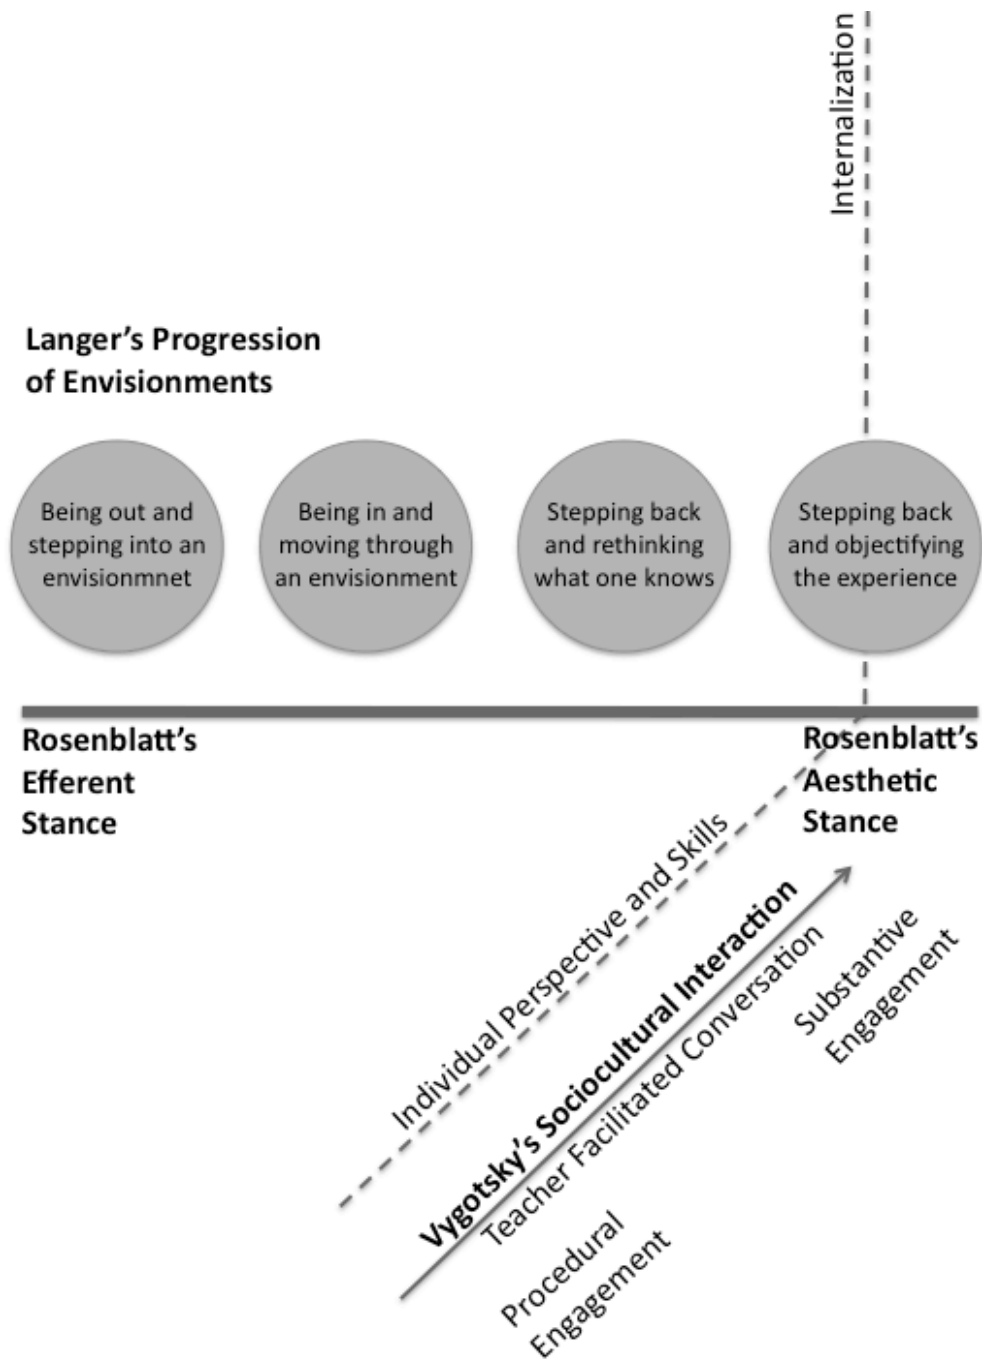 Internalization
Langer's Progression
of Envisionments
Being out and
stepping into an
envisionmnet
Being in and
moving through
an envisionment
Stepping back
and rethinking
what one knows
Stepping back
and objectifying
the experience
Rosenblatt's
Efferent
Stance
Rosenblatt's
Aesthetic
Stance
Individual Perspective and Skills
Vygotsky's Sociocultural Interaction
Teacher Facilitated Conversation
Substantive
Engagement
Procedural
Engagement